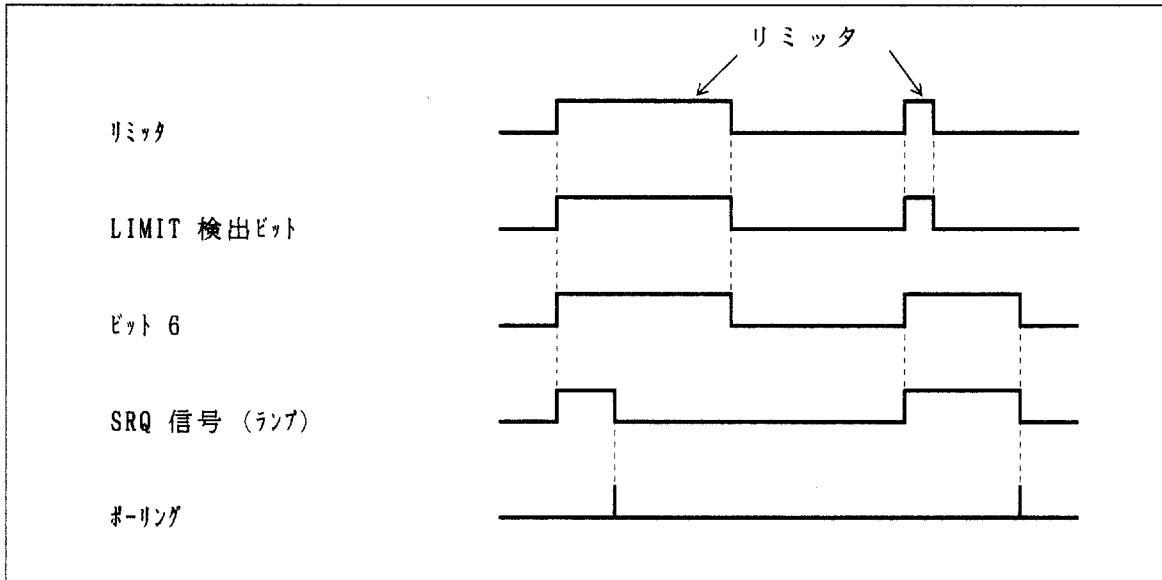 リミッタ
リミッタ
LIMIT 検出ビット
ビット 6
SRQ 信号 (ランプ)
ポーリング